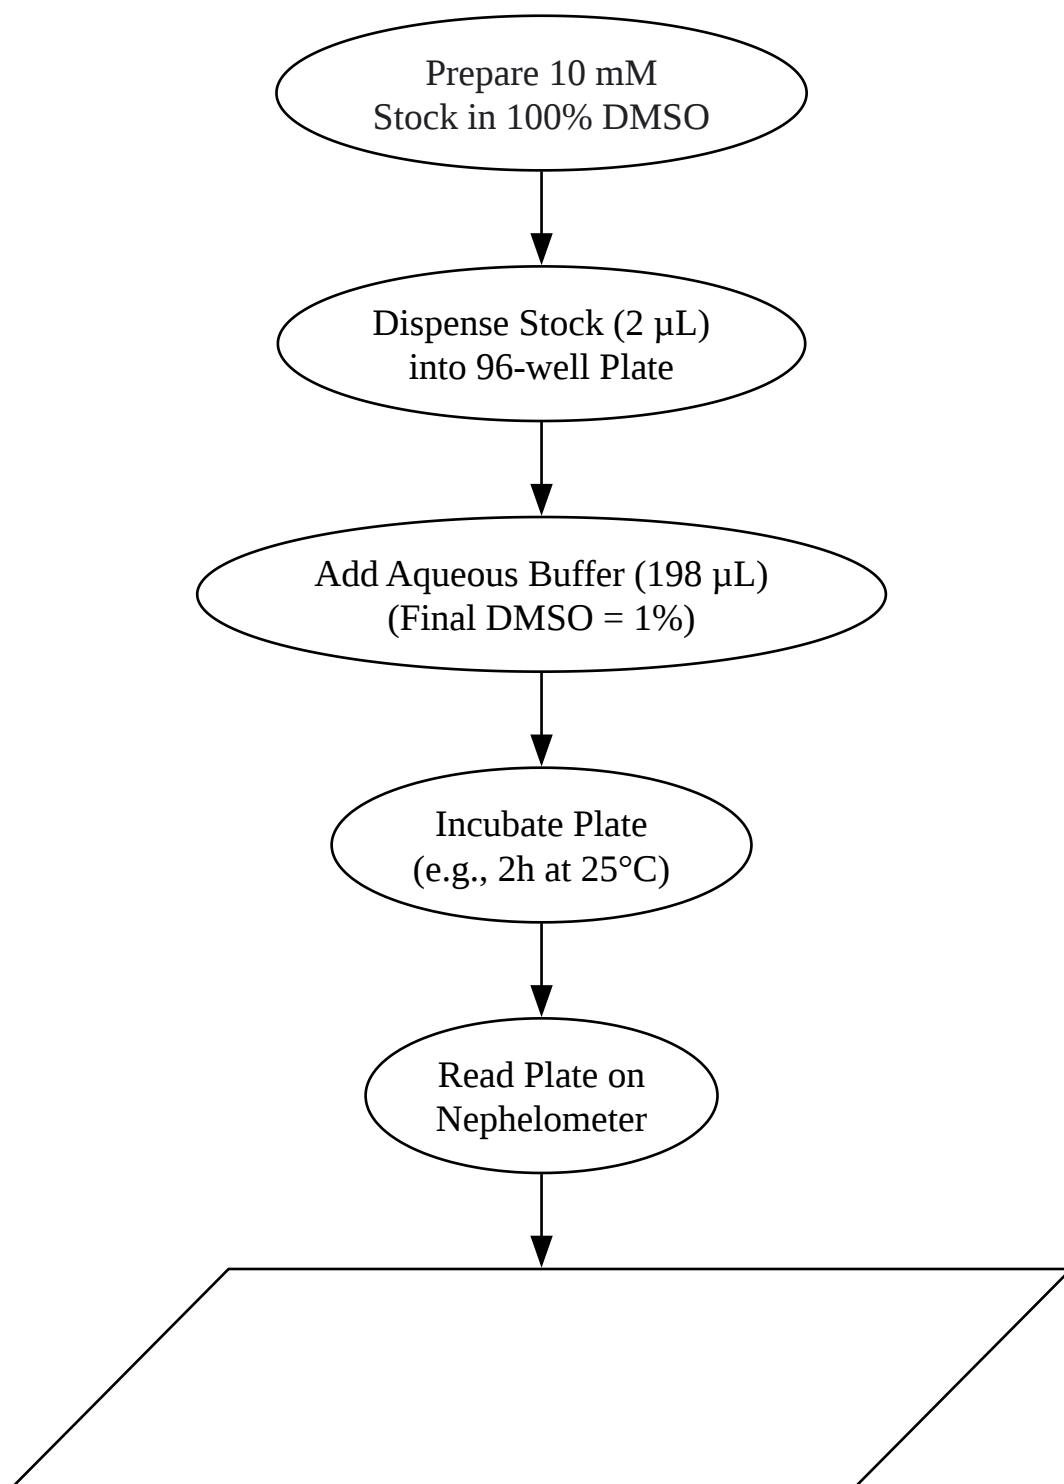 Prepare 10 mM
Stock in 100% DMSO
Dispense Stock (2 µL)
into 96-well Plate
Add Aqueous Buffer (198 µL)
(Final DMSO = 1%)
Incubate Plate
(e.g., 2h at 25°C)
Read Plate on
Nephelometer